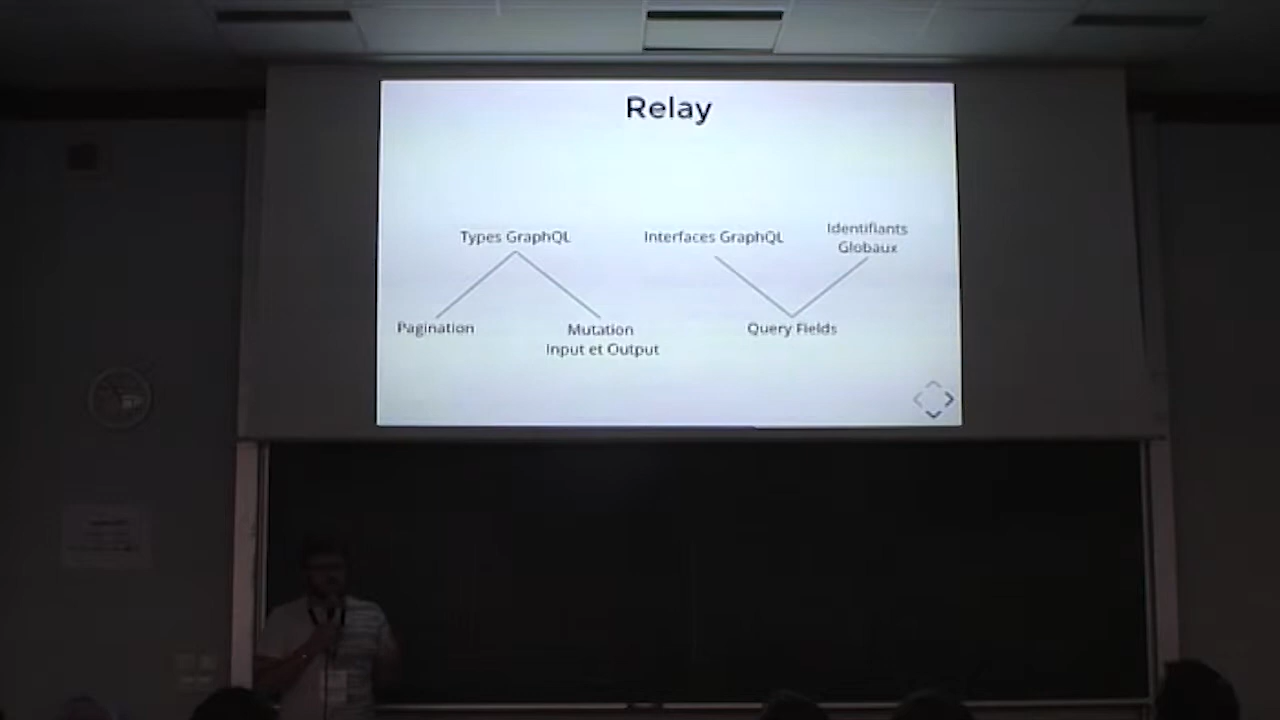 Relay
Types GraphQL
Interfaces GraphQL
Identifiants
Globaux
Pagination
Mutation
Input et Output
Query Fields